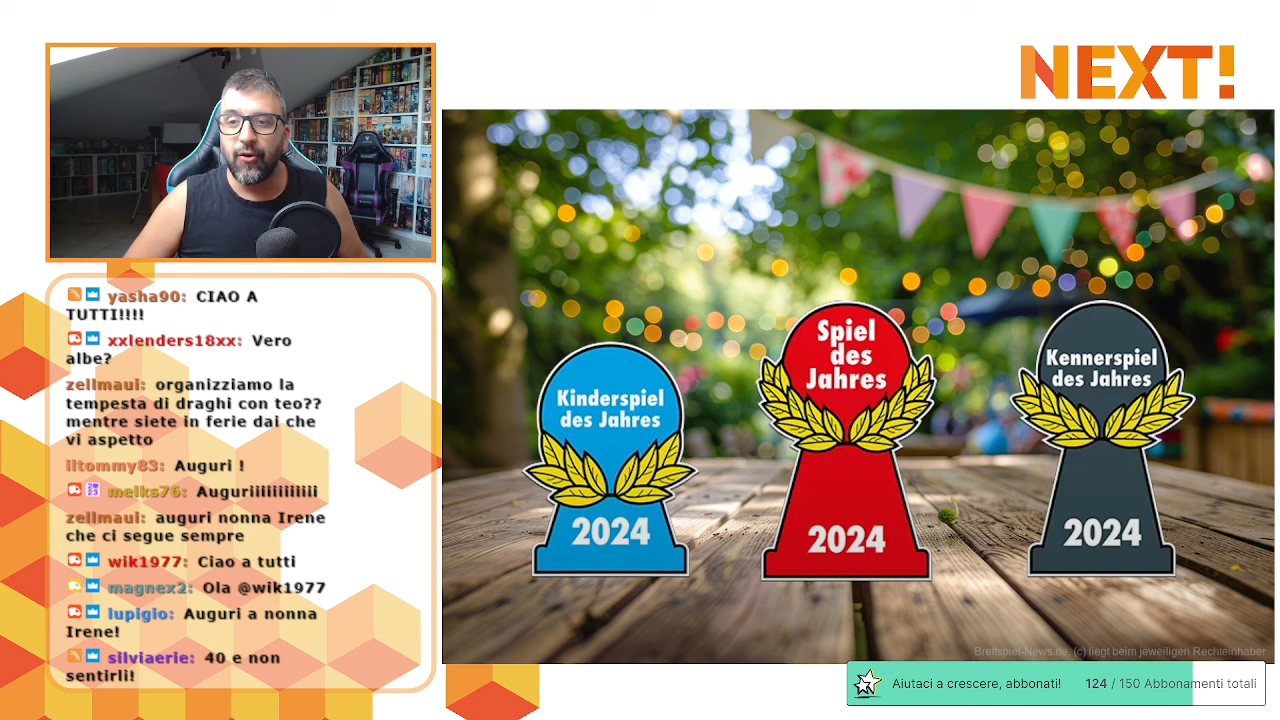 NEXT!
yasha90: CIAO A
TUTTI!!!!
xxlenders18xx: Vero
albe?
zellmaui: organizziamo la
tempesta di draghi con teo??
mentre siete in ferie dai che
vi aspetto
iltommy83: Auguri !
melks76: Auguriiiiiiiiiiiii
zellmaui: auguri nonna Irene
che ci segue sempre
wik1977: Ciao a tutti
magnex2: Ola @wik1977
lupigio: Auguri a nonna
Irene!
silviaerie: 40 e non
sentirli!
Kinderspiel
des Jahres
2024
Spiel
des
Jahres
2024
Kennerspiel
des Jahres
2024
Brettspiel-News.de, (c) liegt beim jeweiligen Rechteinhaber
Aiutaci a crescere, abbonati! 124 / 150 Abbonamenti totali